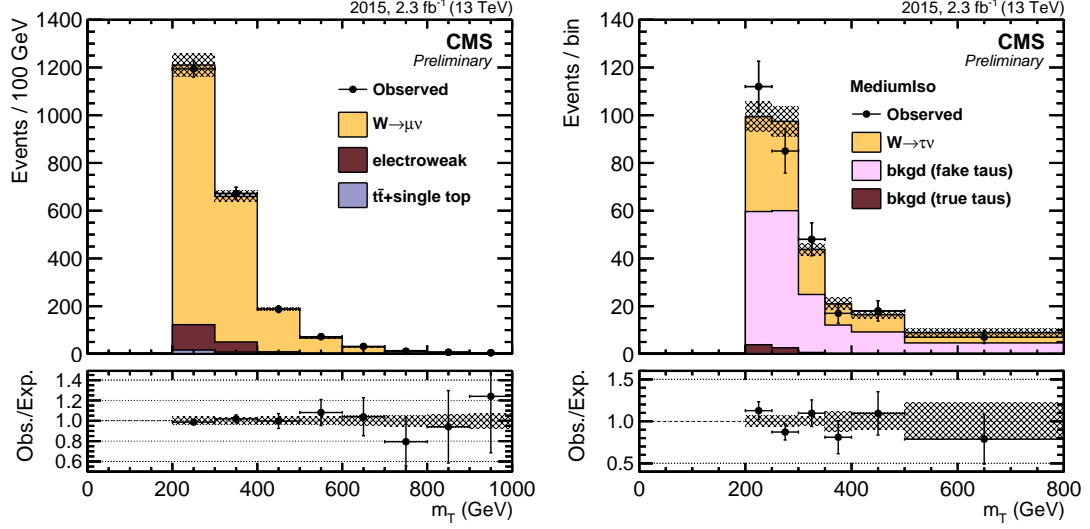 2015, 2.3 fb⁻¹ (13 TeV)
Events / 100 GeV
1400
1200
1000
800
600
400
200
0
CMS
Preliminary
Observed
W→μν
electroweak
tt̄+single top
Obs./Exp.
1.4
1.2
1.0
0.8
0.6
0 200 400 600 800 1000
m_T (GeV)
2015, 2.3 fb⁻¹ (13 TeV)
Events / bin
140
120
100
80
60
40
20
0
CMS
Preliminary
MediumIso
Observed
W→τν
bkgd (fake taus)
bkgd (true taus)
Obs./Exp.
1.5
1.0
0.5
0 200 400 600 800
m_T (GeV)